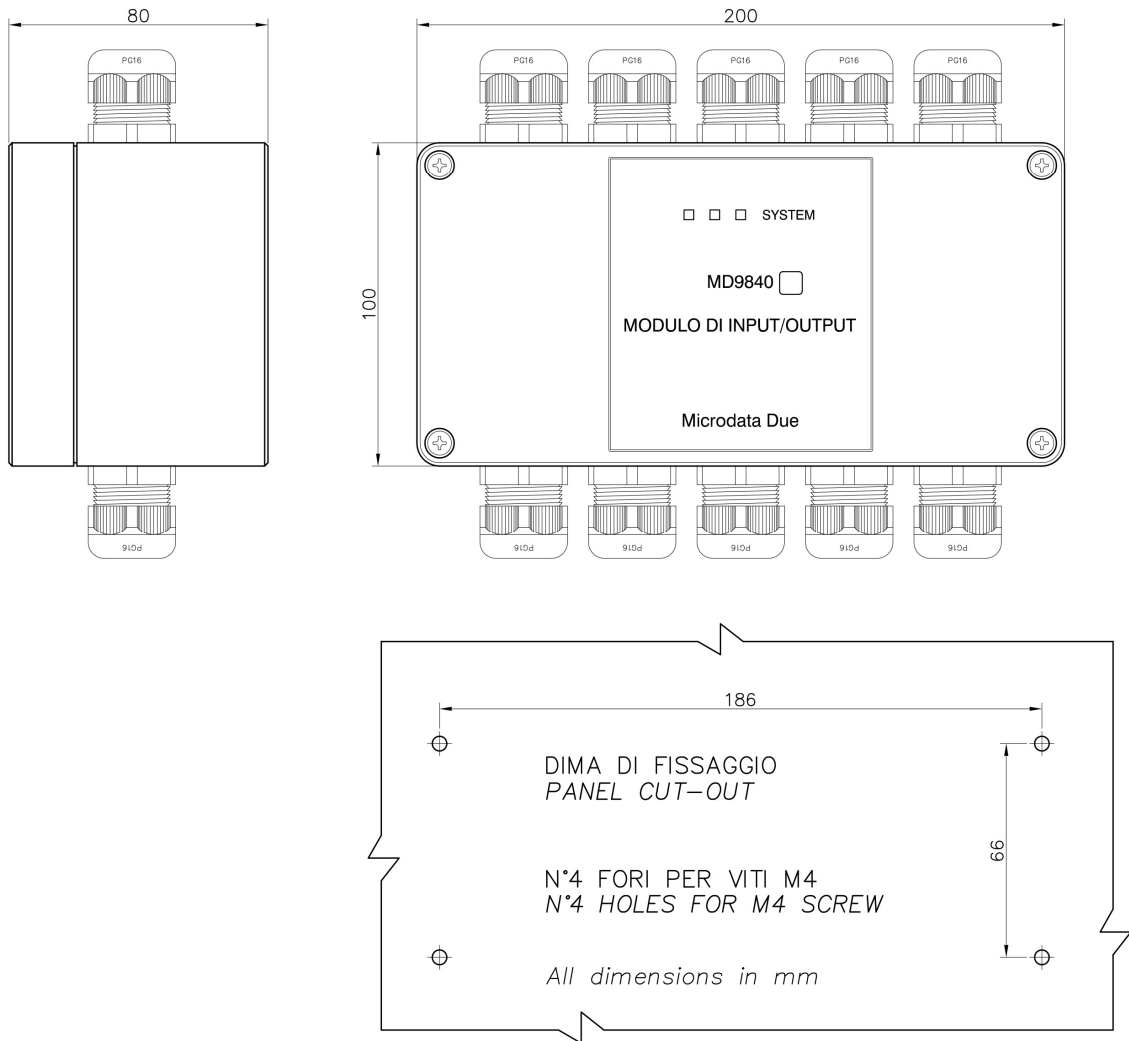 80
200
PG16
PG16 PG16 PG16 PG16 PG16
100
SYSTEM
MD9840
MODULO DI INPUT/OUTPUT
Microdata Due
PG16
PG16 PG16 PG16 PG16 PG16
186
DIMA DI FISSAGGIO
PANEL CUT-OUT
66
N°4 FORI PER VITI M4
N°4 HOLES FOR M4 SCREW
All dimensions in mm